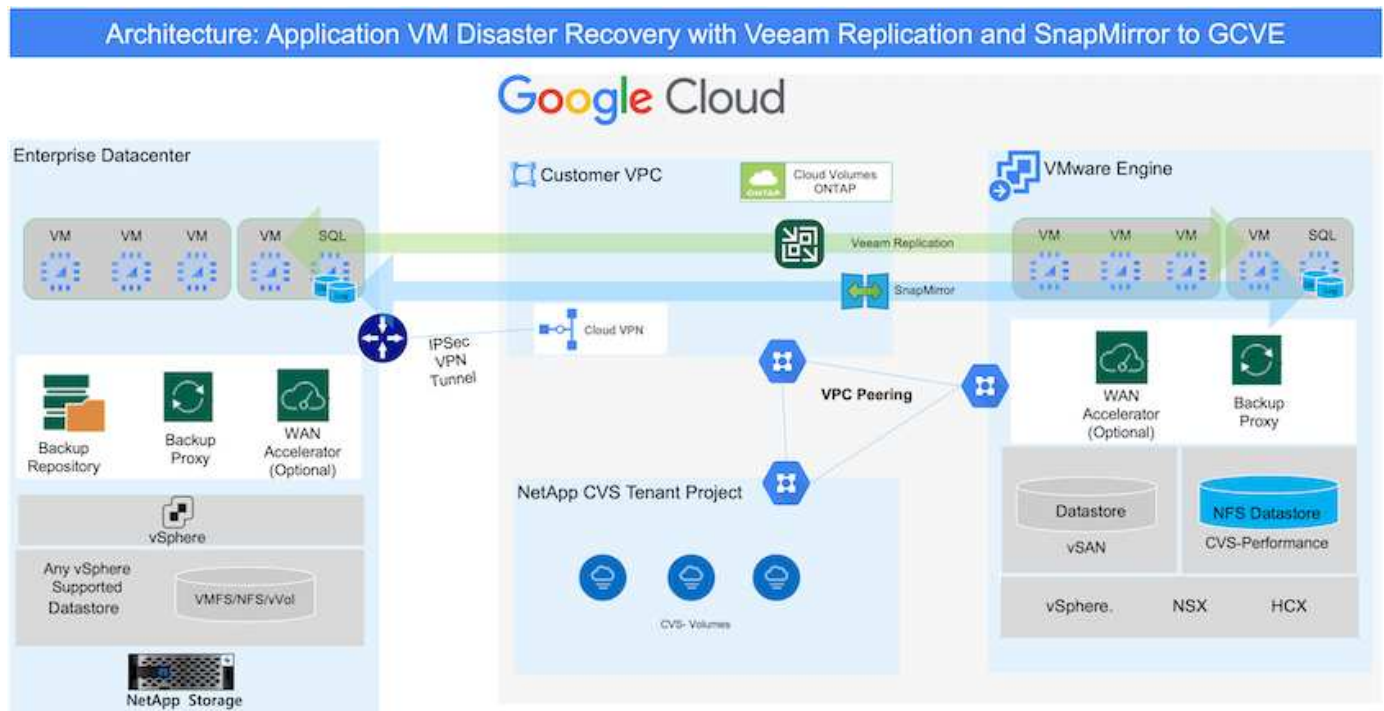 Architecture: Application VM Disaster Recovery with Veeam Replication and SnapMirror to GCVE
Google Cloud
Enterprise Datacenter
VM
VM
VM
VM
SQL
IPSec
VPN
Tunnel
Backup
Repository
Backup
Proxy
WAN
Accelerator
(Optional)
vSphere
Any vSphere
Supported
Datastore
VMFS/NFS/vVol
NetApp Storage
Customer VPC
ONTAP
Cloud Volumes
ONTAP
Veeam Replication
SnapMirror
Cloud VPN
VPC Peering
NetApp CVS Tenant Project
CVS- Volumes
VMware Engine
VM
VM
VM
VM
SQL
WAN
Accelerator
(Optional)
Backup
Proxy
Datastore
vSAN
NFS Datastore
CVS-Performance
vSphere.
NSX
HCX